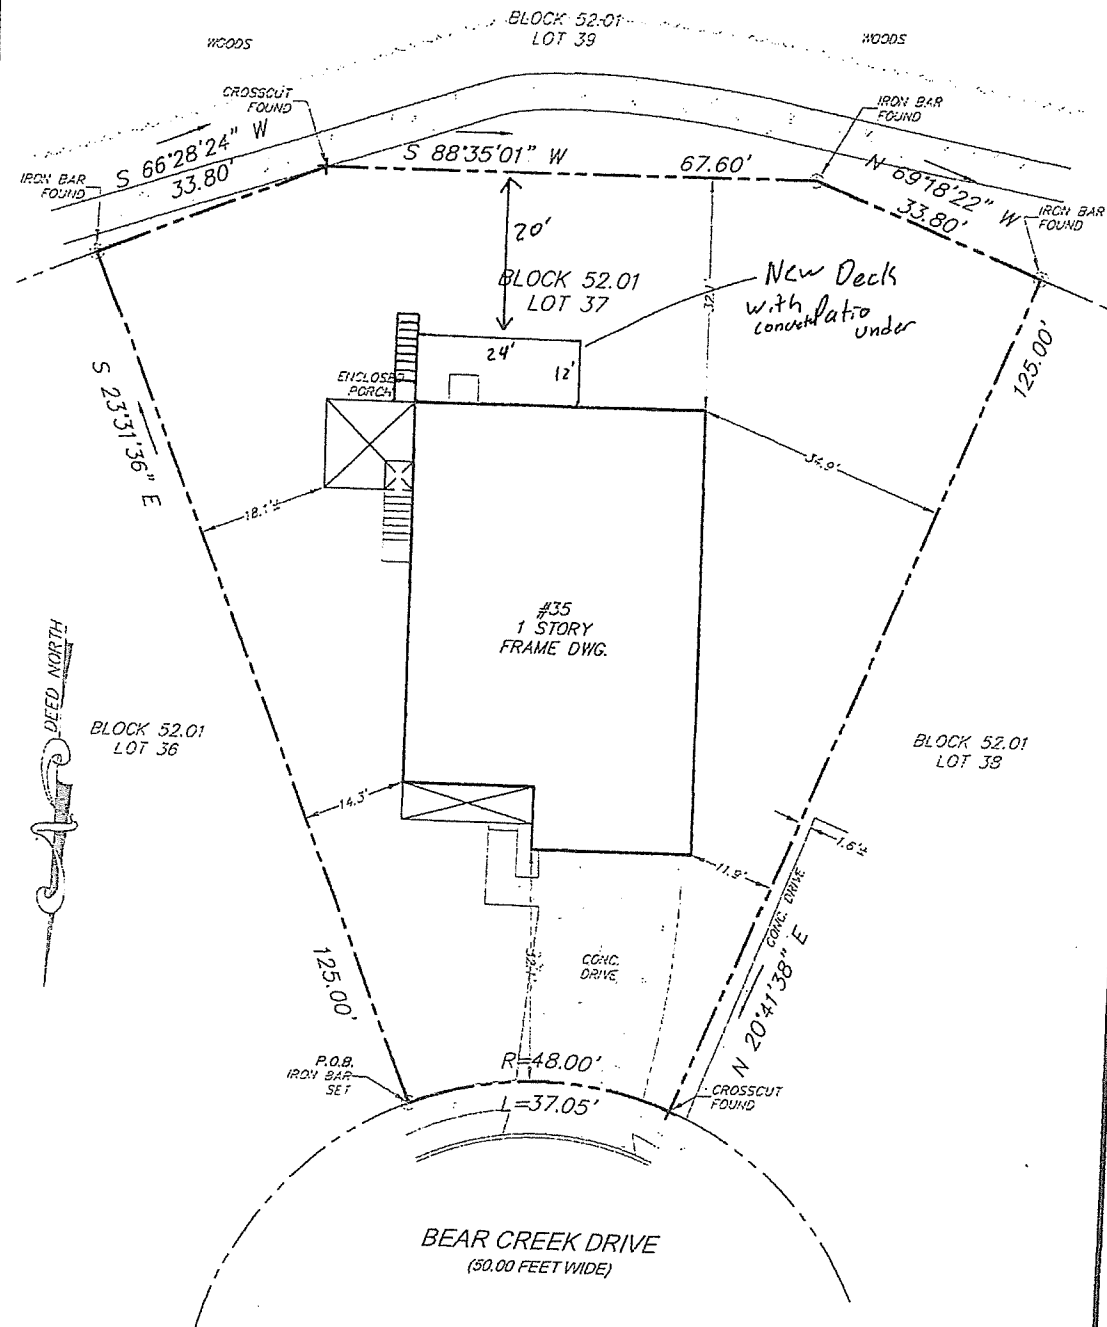 BLOCK 52.01
LOT 39
WOODS
WOODS
CROSSCUT
FOUND
IRON BAR
FOUND
S 66°28'24" W
33.80'
S 88°35'01" W
67.60'
N 69°18'22" W
33.80'
IRON BAR
FOUND
IRON BAR
FOUND
20'
BLOCK 52.01
LOT 37
New Deck
with
concrete Patio
under
32.1'
24'
12'
ENCLOSED
PORCH
S 23°31'36" E
125.00'
34.9'
18.1'±
#35
1 STORY
FRAME DWG.
DEED NORTH
BLOCK 52.01
LOT 36
BLOCK 52.01
LOT 38
14.3'
1.6'±
11.9'
CONC. DRIVE
N 20°41'38" E
CONC.
DRIVE
125.00'
P.O.B.
IRON BAR
SET
R=48.00'
L=37.05'
CROSSCUT
FOUND
BEAR CREEK DRIVE
(50.00 FEET WIDE)